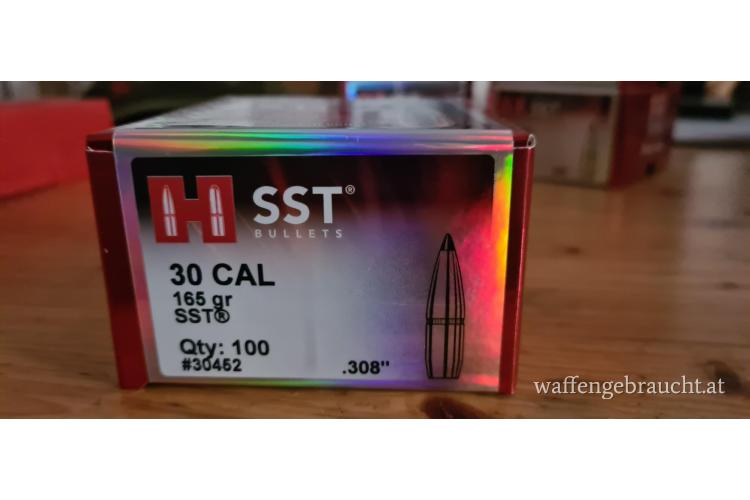 H SST®
BULLETS
30 CAL
165 gr
SST®
Qty: 100
#30452
.308"
waffengebraucht.at